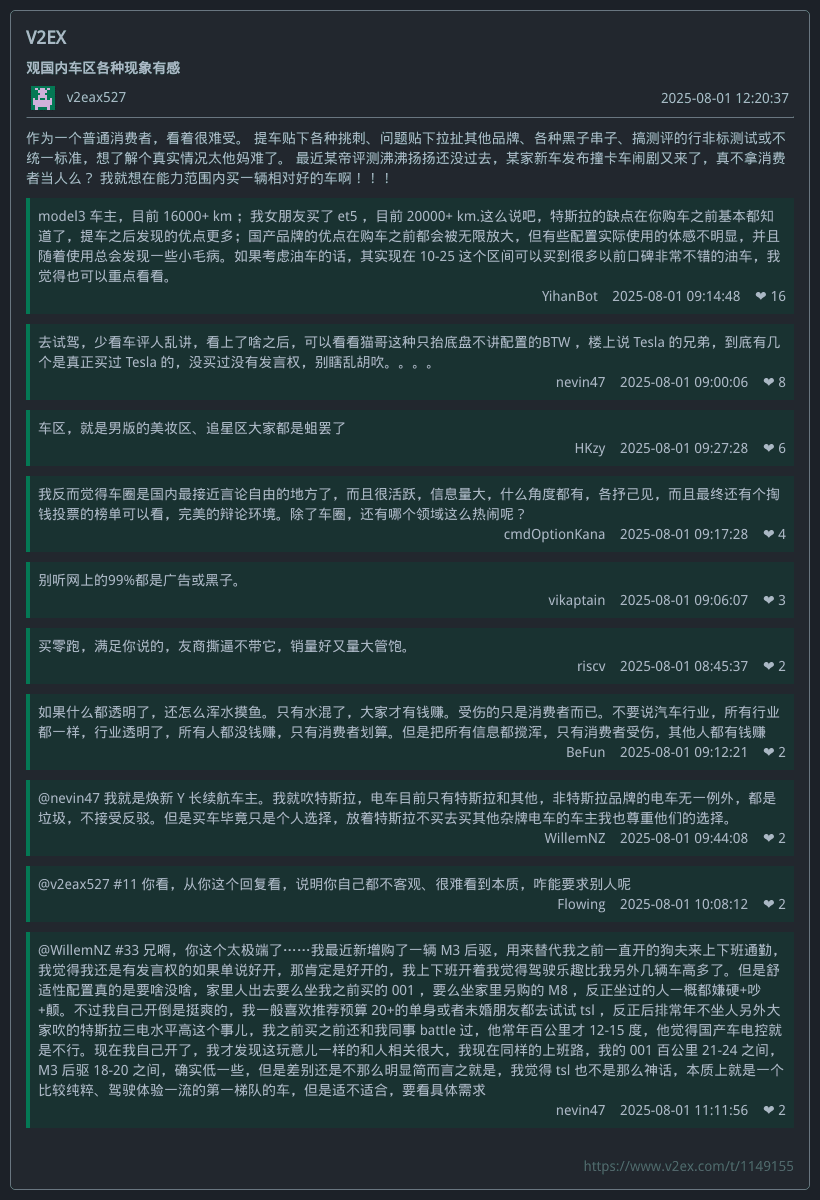 V2EX
观国内车区各种现象有感
v2eax527
2025-08-01 12:20:37
作为一个普通消费者，看着很难受。 提车贴下各种挑刺、问题贴下拉扯其他品牌、各种黑子串子、搞测评的行非标测试或不
统一标准，想了解个真实情况太他妈难了。 最近某帝评测沸沸扬扬还没过去，某家新车发布撞卡车闹剧又来了，真不拿消费
者当人么？ 我就想在能力范围内买一辆相对好的车啊！！！
model3 车主，目前 16000+ km ；我女朋友买了 et5 ，目前 20000+ km.这么说吧，特斯拉的缺点在你购车之前基本都知
道了，提车之后发现的优点更多；国产品牌的优点在购车之前都会被无限放大，但有些配置实际使用的体感不明显，并且
随着使用总会发现一些小毛病。如果考虑油车的话，其实现在 10-25 这个区间可以买到很多以前口碑非常不错的油车，我
觉得也可以重点看看。
YihanBot 2025-08-01 09:14:48 ❤ 16
去试驾，少看车评人乱讲，看上了啥之后，可以看看猫哥这种只抬底盘不讲配置的BTW ，楼上说 Tesla 的兄弟，到底有几
个是真正买过 Tesla 的，没买过没有发言权，别瞎乱胡吹。。。。
nevin47 2025-08-01 09:00:06 ❤ 8
车区，就是男版的美妆区、追星区大家都是蛆罢了
HKzy 2025-08-01 09:27:28 ❤ 6
我反而觉得车圈是国内最接近言论自由的地方了，而且很活跃，信息量大，什么角度都有，各抒己见，而且最终还有个掏
钱投票的榜单可以看，完美的辩论环境。除了车圈，还有哪个领域这么热闹呢？
cmdOptionKana 2025-08-01 09:17:28 ❤ 4
别听网上的99%都是广告或黑子。
vikaptain 2025-08-01 09:06:07 ❤ 3
买零跑，满足你说的，友商撕逼不带它，销量好又量大管饱。
riscv 2025-08-01 08:45:37 ❤ 2
如果什么都透明了，还怎么浑水摸鱼。只有水混了，大家才有钱赚。受伤的只是消费者而已。不要说汽车行业，所有行业
都一样，行业透明了，所有人都没钱赚，只有消费者划算。但是把所有信息都搅浑，只有消费者受伤，其他人都有钱赚
BeFun 2025-08-01 09:12:21 ❤ 2
@nevin47 我就是焕新 Y 长续航车主。我就吹特斯拉，电车目前只有特斯拉和其他，非特斯拉品牌的电车无一例外，都是
垃圾，不接受反驳。但是买车毕竟只是个人选择，放着特斯拉不买去买其他杂牌电车的车主我也尊重他们的选择。
WillemNZ 2025-08-01 09:44:08 ❤ 2
@v2eax527 #11 你看，从你这个回复看，说明你自己都不客观、很难看到本质，咋能要求别人呢
Flowing 2025-08-01 10:08:12 ❤ 2
@WillemNZ #33 兄嘚，你这个太极端了⋯⋯我最近新增购了一辆 M3 后驱，用来替代我之前一直开的狗夫来上下班通勤，
我觉得我还是有发言权的如果单说好开，那肯定是好开的，我上下班开着我觉得驾驶乐趣比我另外几辆车高多了。但是舒
适性配置真的是要啥没啥，家里人出去要么坐我之前买的 001 ，要么坐家里另购的 M8 ，反正坐过的人一概都嫌硬+吵
+颠。不过我自己开倒是挺爽的，我一般喜欢推荐预算 20+的单身或者未婚朋友都去试试 tsl ，反正后排常年不坐人另外大
家吹的特斯拉三电水平高这个事儿，我之前买之前还和我同事 battle 过，他常年百公里才 12-15 度，他觉得国产车电控就
是不行。现在我自己开了，我才发现这玩意儿一样的和人相关很大，我现在同样的上班路，我的 001 百公里 21-24 之间，
M3 后驱 18-20 之间，确实低一些，但是差别还是不那么明显简而言之就是，我觉得 tsl 也不是那么神话，本质上就是一个
比较纯粹、驾驶体验一流的第一梯队的车，但是适不适合，要看具体需求
nevin47 2025-08-01 11:11:56 ❤ 2
https://www.v2ex.com/t/1149155